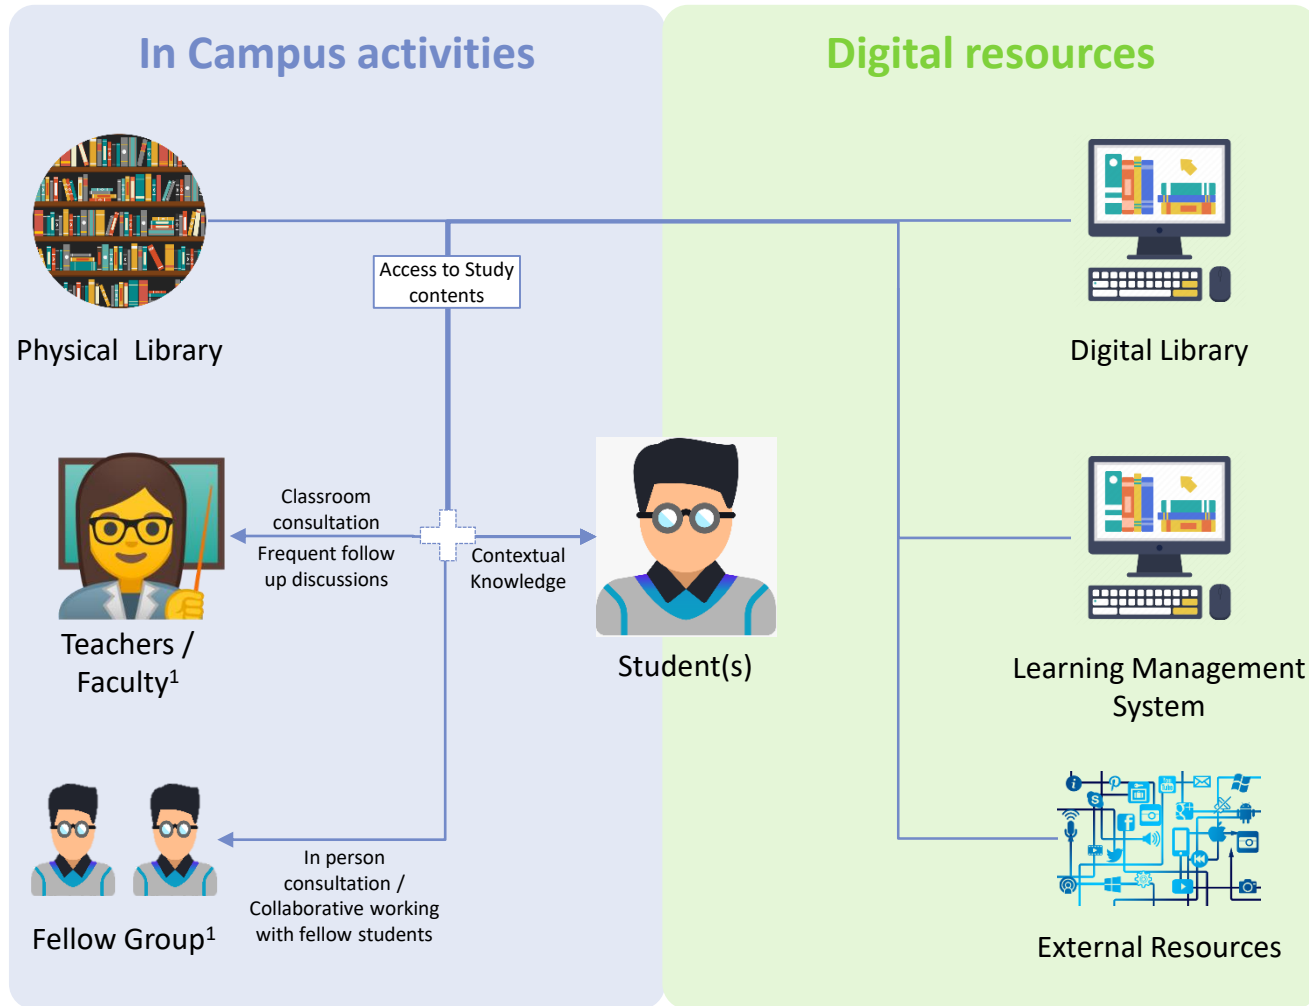 In Campus activities
Digital resources
Access to Study
contents
Physical Library
Digital Library
Classroom
consultation
Frequent follow
up discussions
Contextual
Knowledge
Teachers /
Faculty¹
Student(s)
Learning Management
System
In person
consultation /
Collaborative working
with fellow students
Fellow Group¹
External Resources